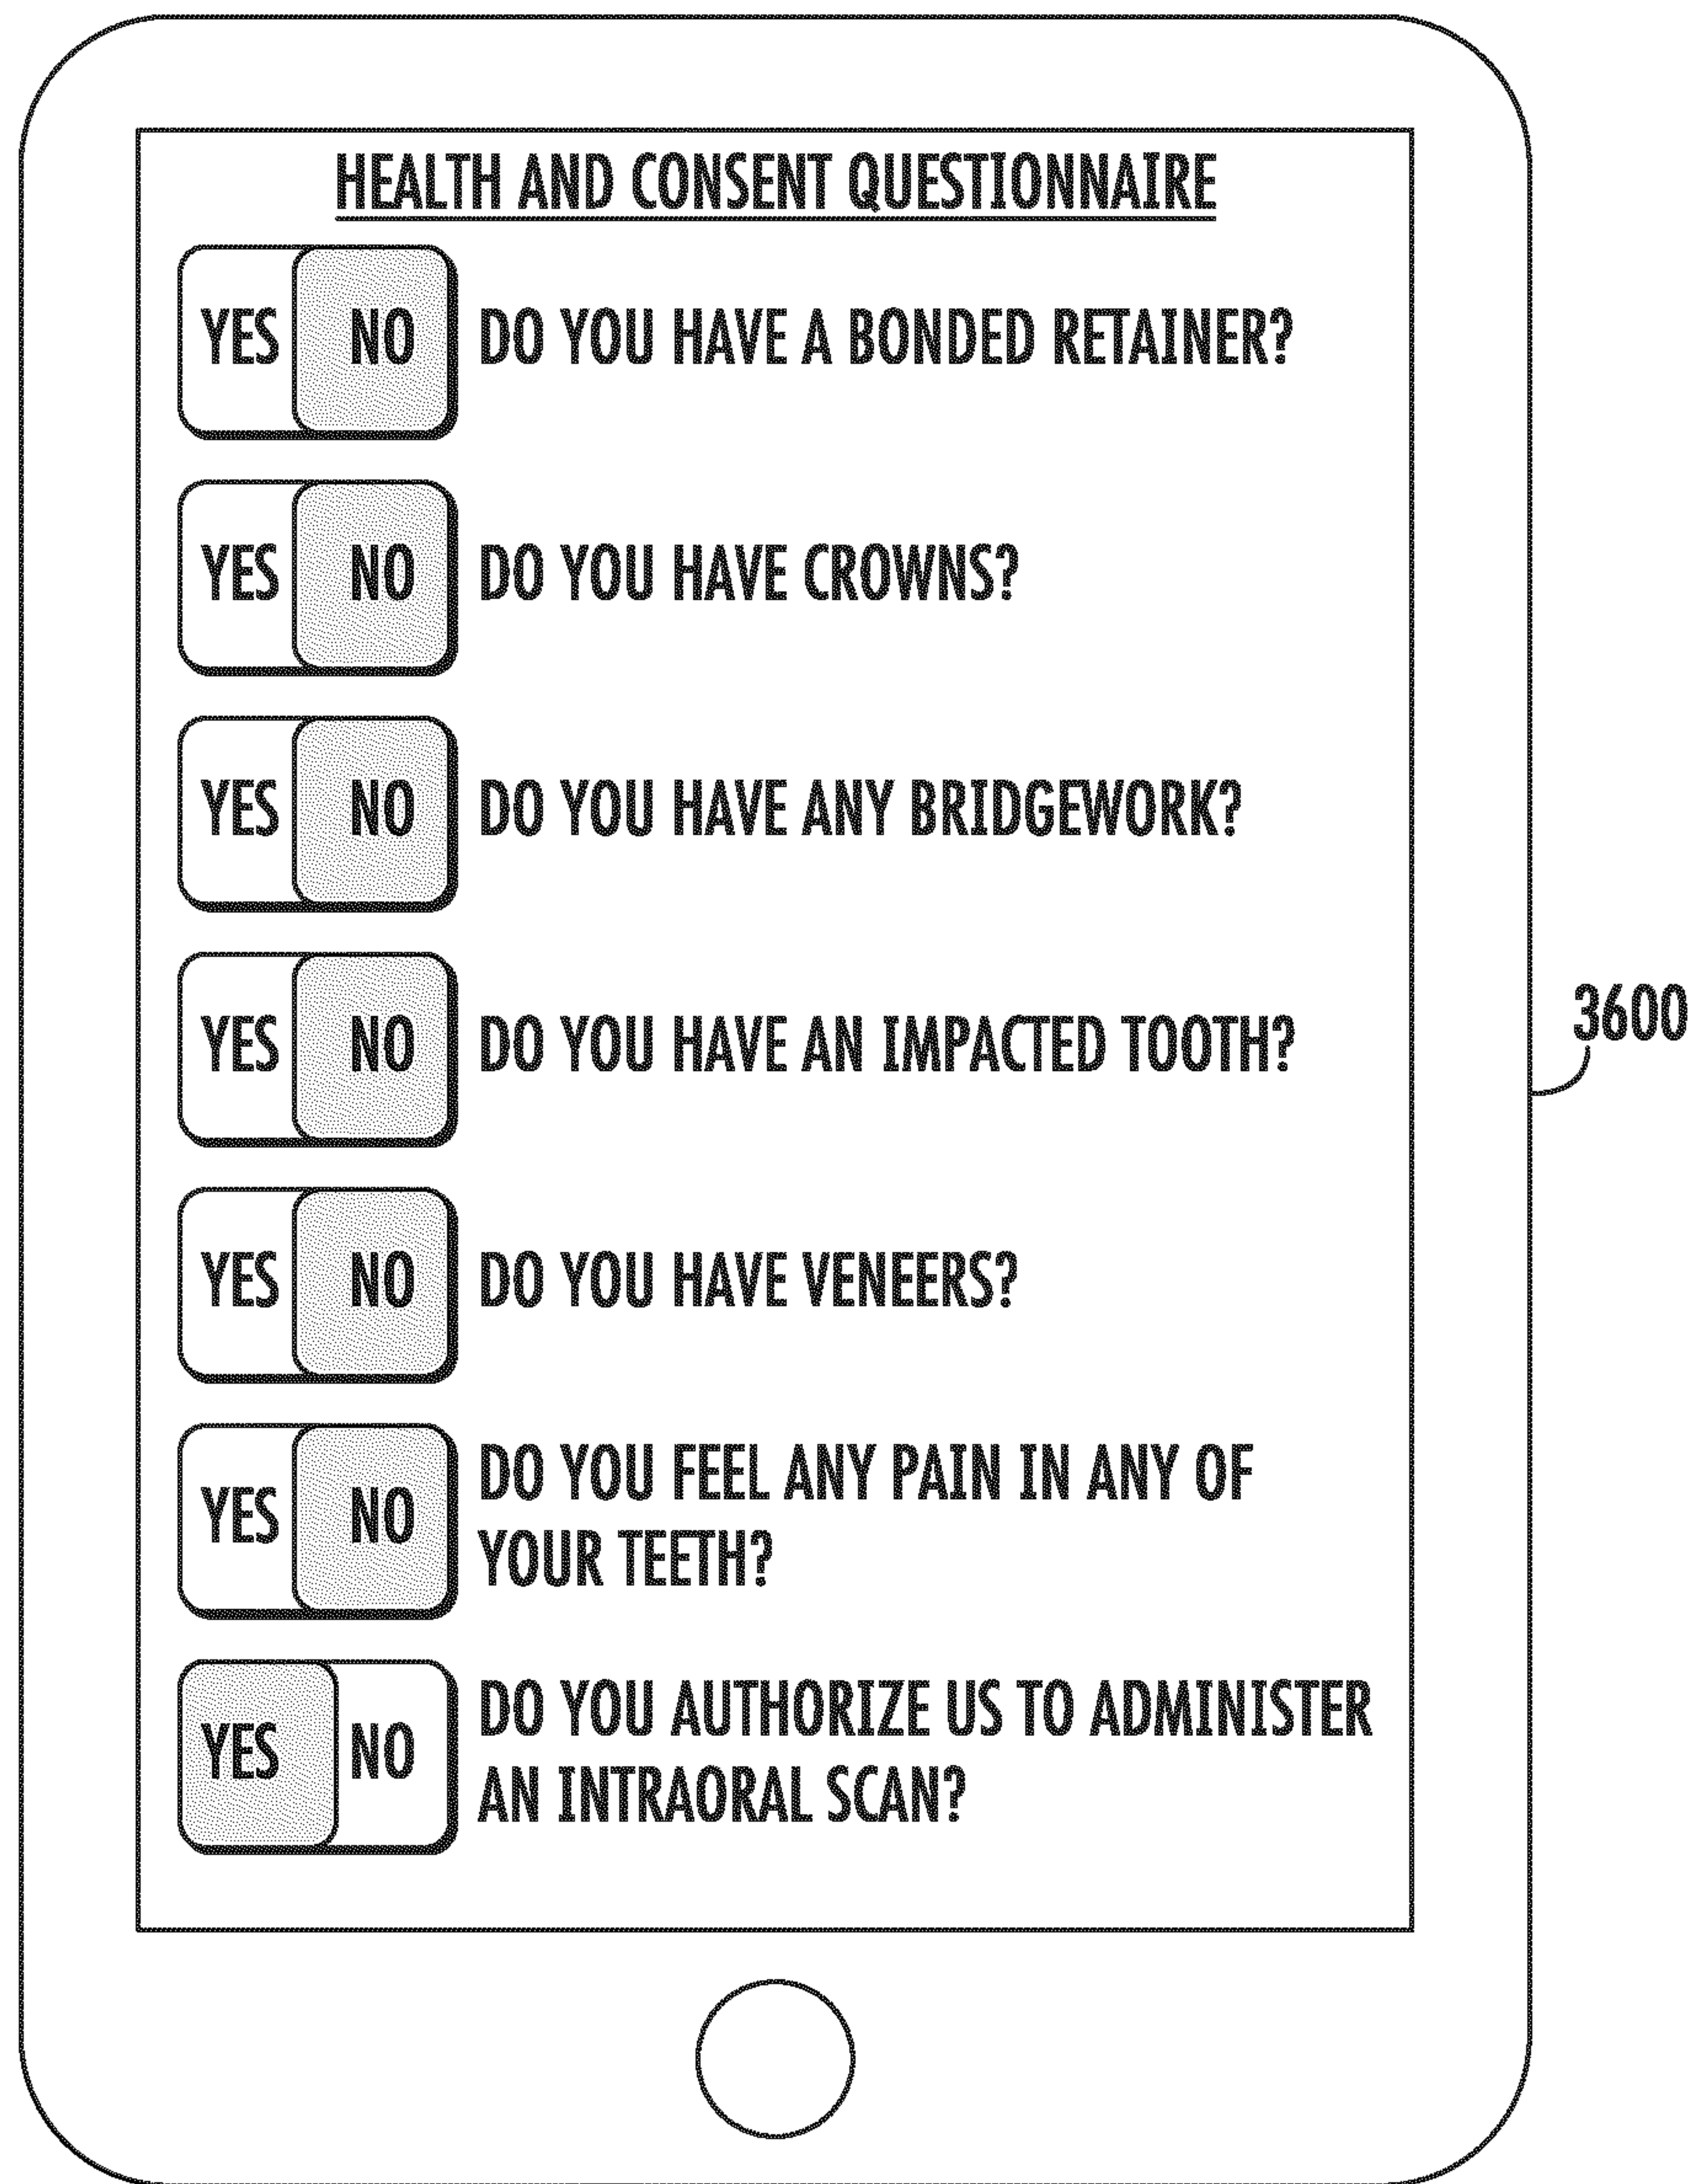 HEALTH AND CONSENT QUESTIONNAIRE
YES NO DO YOU HAVE A BONDED RETAINER?
YES NO DO YOU HAVE CROWNS?
YES NO DO YOU HAVE ANY BRIDGEWORK?
YES NO DO YOU HAVE AN IMPACTED TOOTH?
3600
YES NO DO YOU HAVE VENEERS?
YES NO DO YOU FEEL ANY PAIN IN ANY OF
YOUR TEETH?
YES NO DO YOU AUTHORIZE US TO ADMINISTER
AN INTRAORAL SCAN?